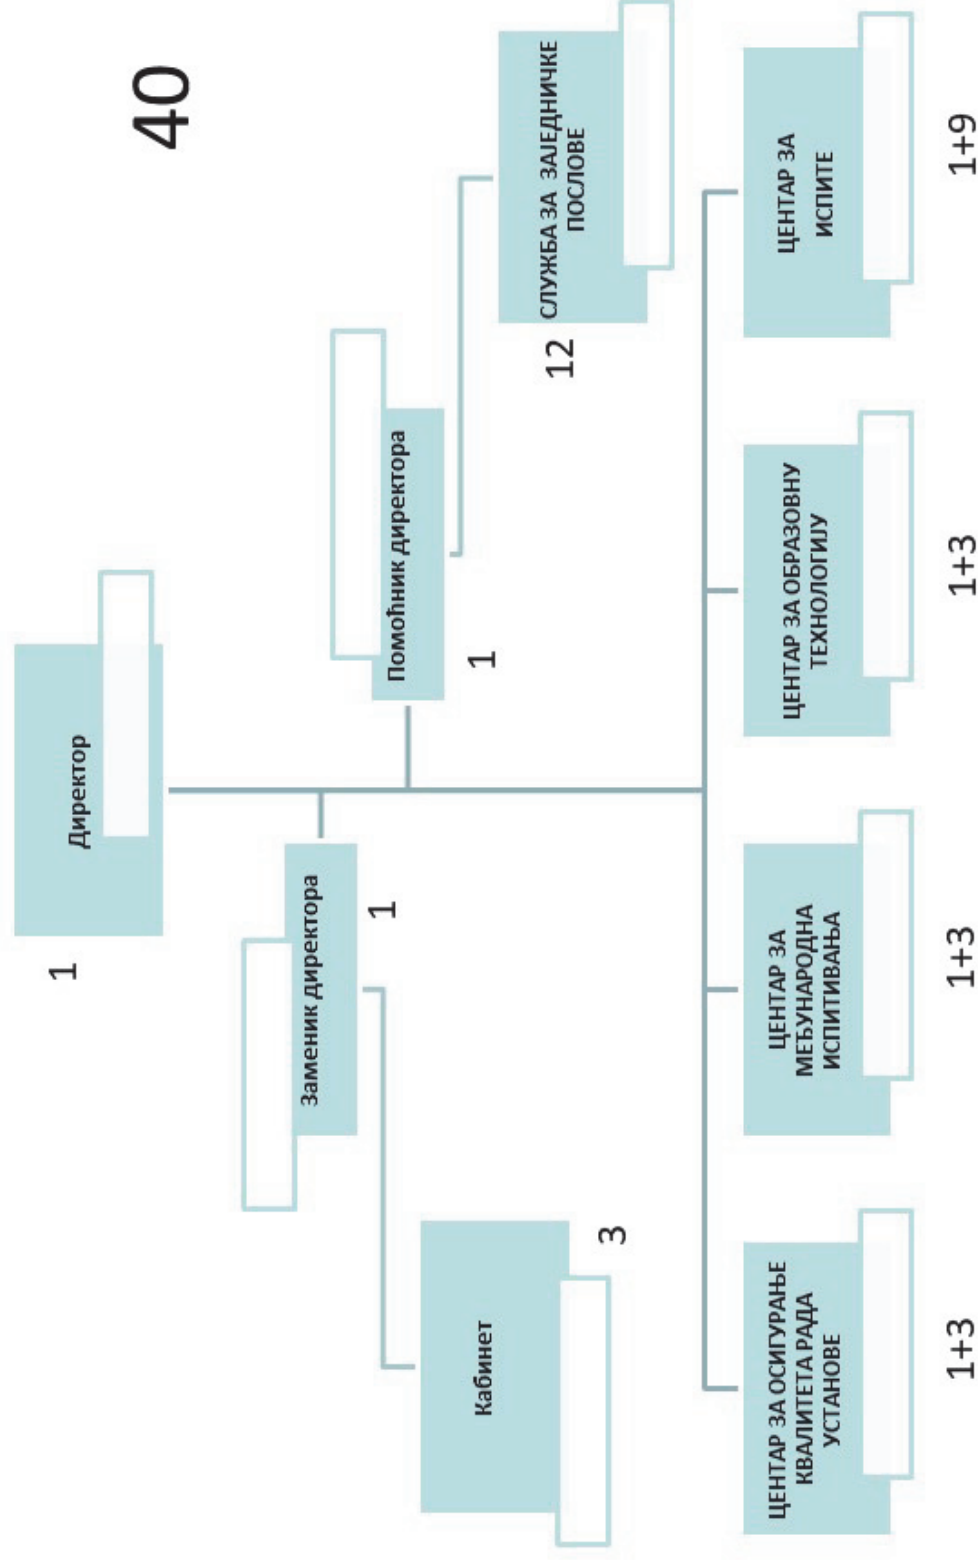 40
Директор
1
Заменик директора
1
Помоћник директора
1
Кабинет
3
СЛУЖБА ЗА ЗАЈЕДНИЧКЕ
ПОСЛОВЕ
12
ЦЕНТАР ЗА ОСИГУРАЊЕ
КВАЛИТЕТА РАДА
УСТАНОВЕ
1+3
ЦЕНТАР ЗА
МЕЂУНАРОДНА
ИСПИТИВАЊА
1+3
ЦЕНТАР ЗА ОБРАЗОВНУ
ТЕХНОЛОГИЈУ
1+3
ЦЕНТАР ЗА
ИСПИТЕ
1+9